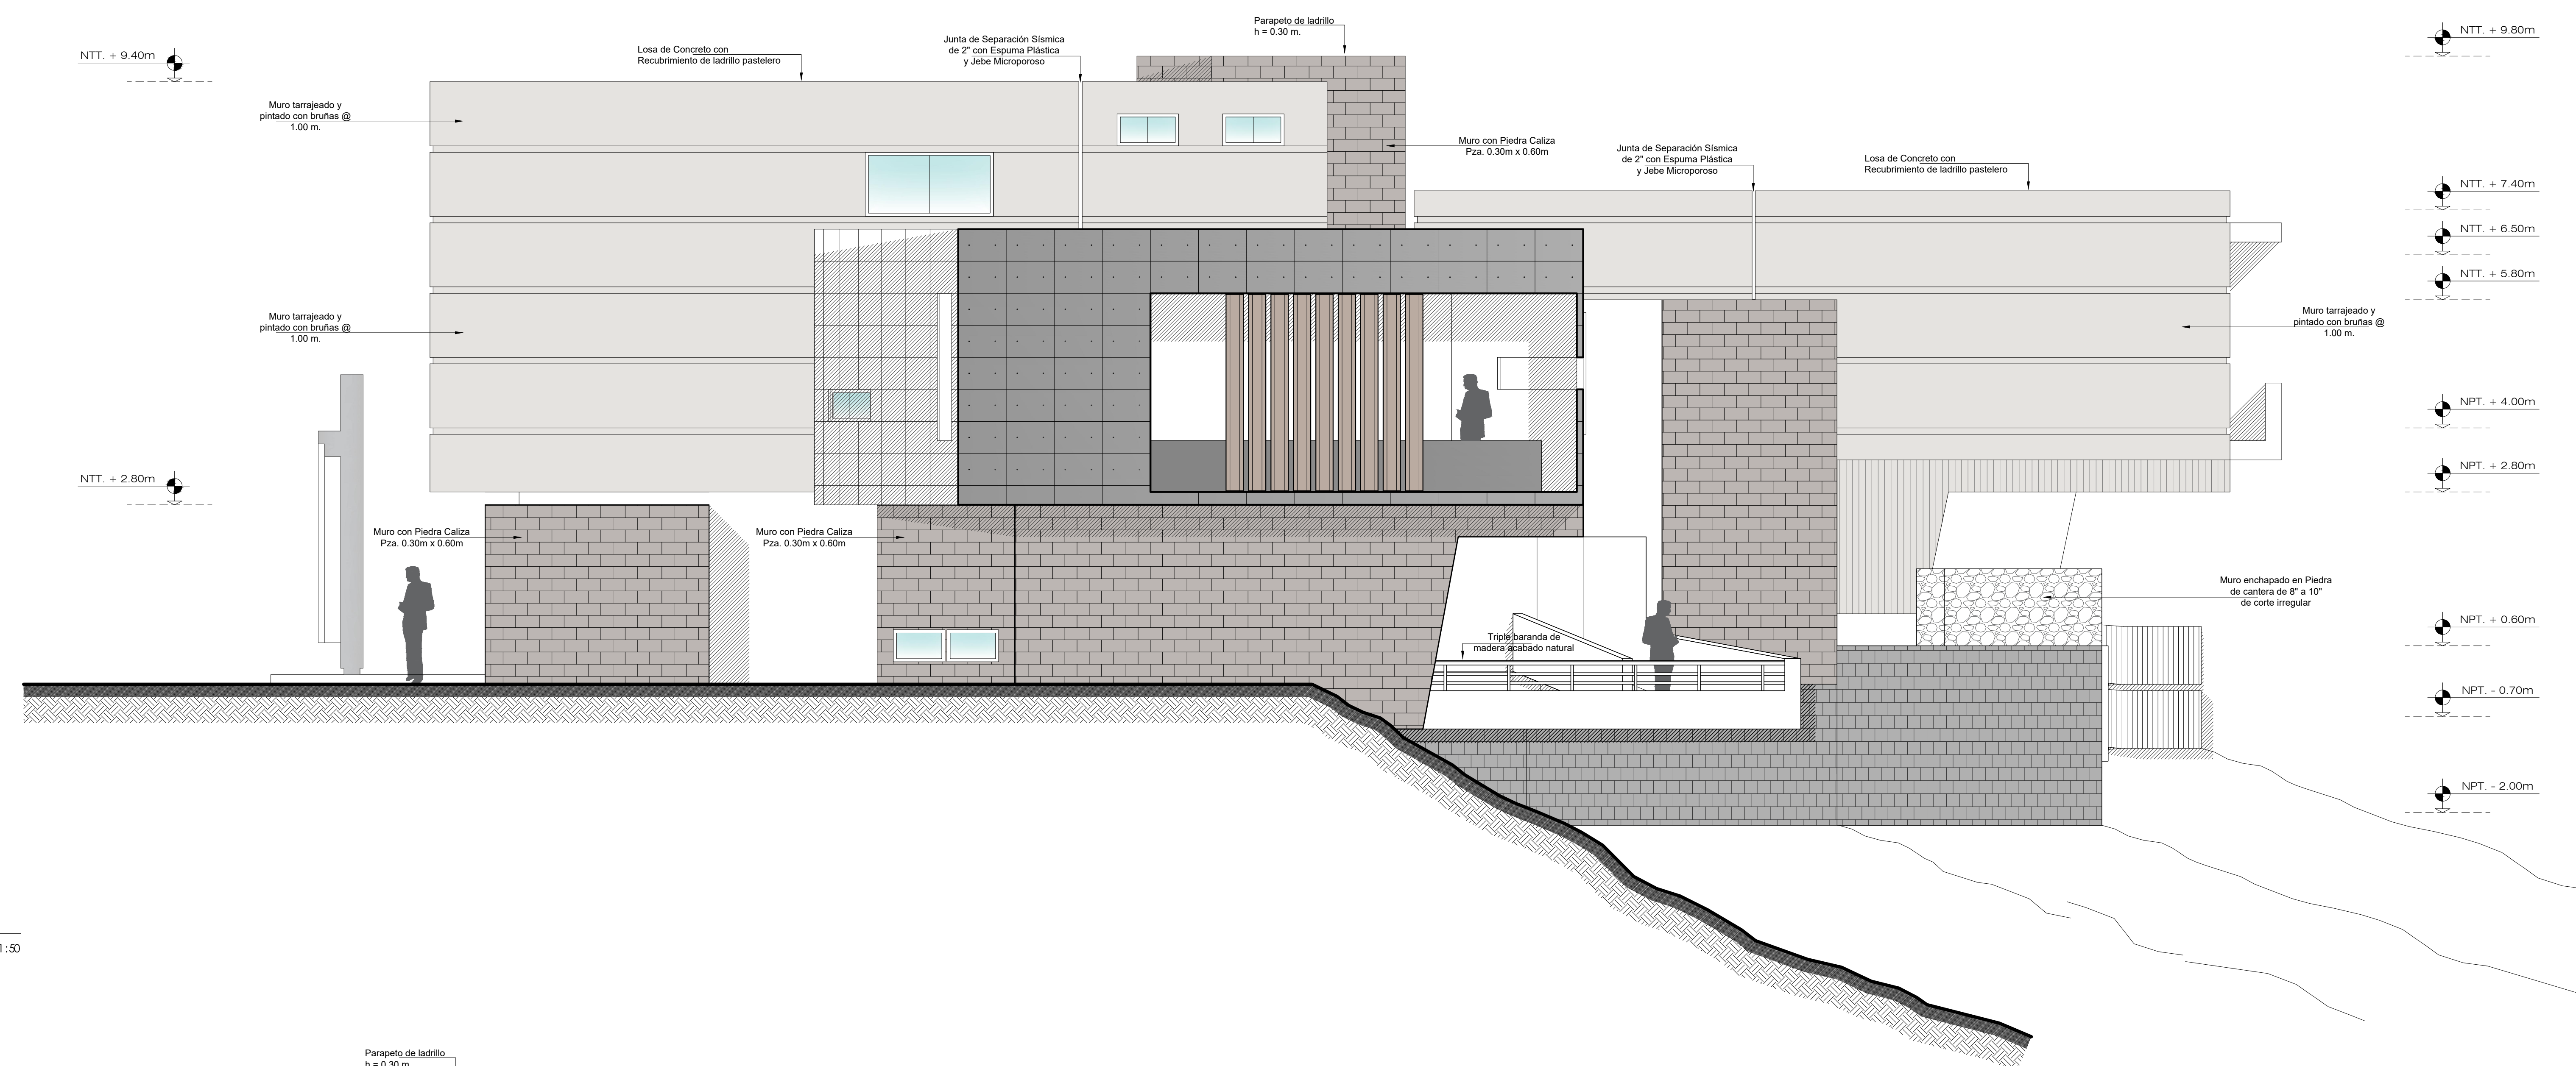 Parapeto de ladrillo
h = 0.30 m.
NTT. + 9.40m
Losa de Concreto con
Recubrimiento de ladrillo pastelero
Junta de Separación Sísmica
de 2" con Espuma Plástica
y Jebe Microporoso
NTT. + 9.80m
Muro tarrajeado y
pintado con bruñas @
1.00 m.
Muro con Piedra Caliza
Pza. 0.30m x 0.60m
Junta de Separación Sísmica
de 2" con Espuma Plástica
y Jebe Microporoso
Losa de Concreto con
Recubrimiento de ladrillo pastelero
NTT. + 7.40m
NTT. + 6.50m
NTT. + 5.80m
Muro tarrajeado y
pintado con bruñas @
1.00 m.
Muro tarrajeado y
pintado con bruñas @
1.00 m.
NPT. + 4.00m
NTT. + 2.80m
NPT. + 2.80m
Muro con Piedra Caliza
Pza. 0.30m x 0.60m
Muro con Piedra Caliza
Pza. 0.30m x 0.60m
Muro enchapado en Piedra
de cantera de 8" a 10"
de corte irregular
NPT. + 0.60m
Triple baranda de
madera acabado natural
NPT. - 0.70m
NPT. - 2.00m
1:50
Parapeto de ladrillo
h = 0.30 m.